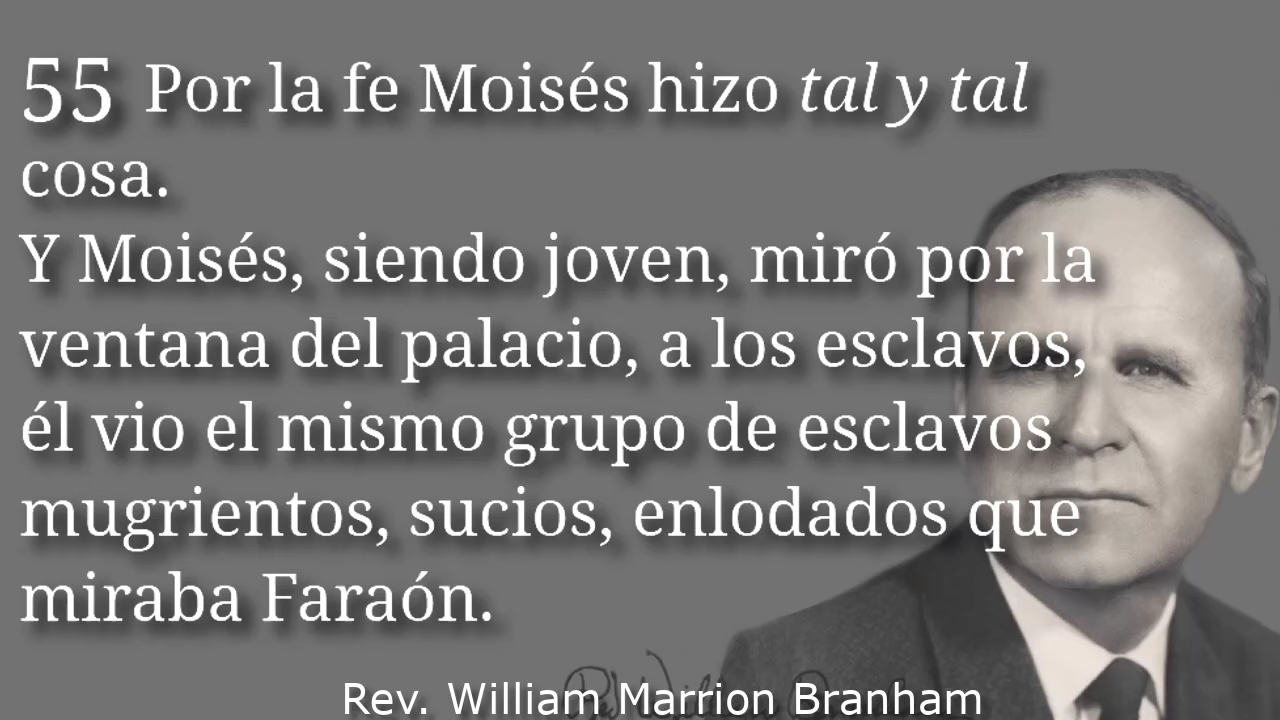 55 Por la fe Moisés hizo tal y tal
cosa.
Y Moisés, siendo joven, miró por la
ventana del palacio, a los esclavos,
él vio el mismo grupo de esclavos
mugrientos, sucios, enlodados que
miraba Faraón.
Rev. William Marrion Branham